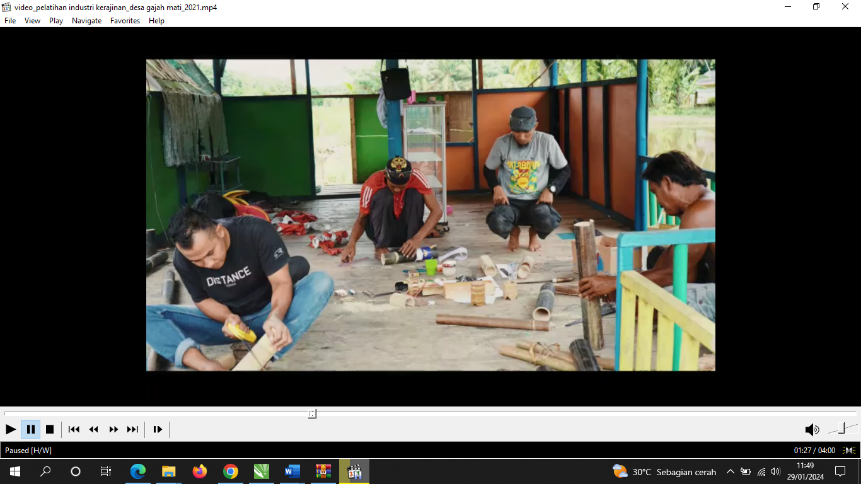 video_pelatihan industri kerajinan_desa gajah mati_2021.mp4
File View Play Navigate Favorites Help
DISTANCE
Paused [H/W]
01:27 / 04:00
30°C Sebagian cerah
11:49
29/01/2024